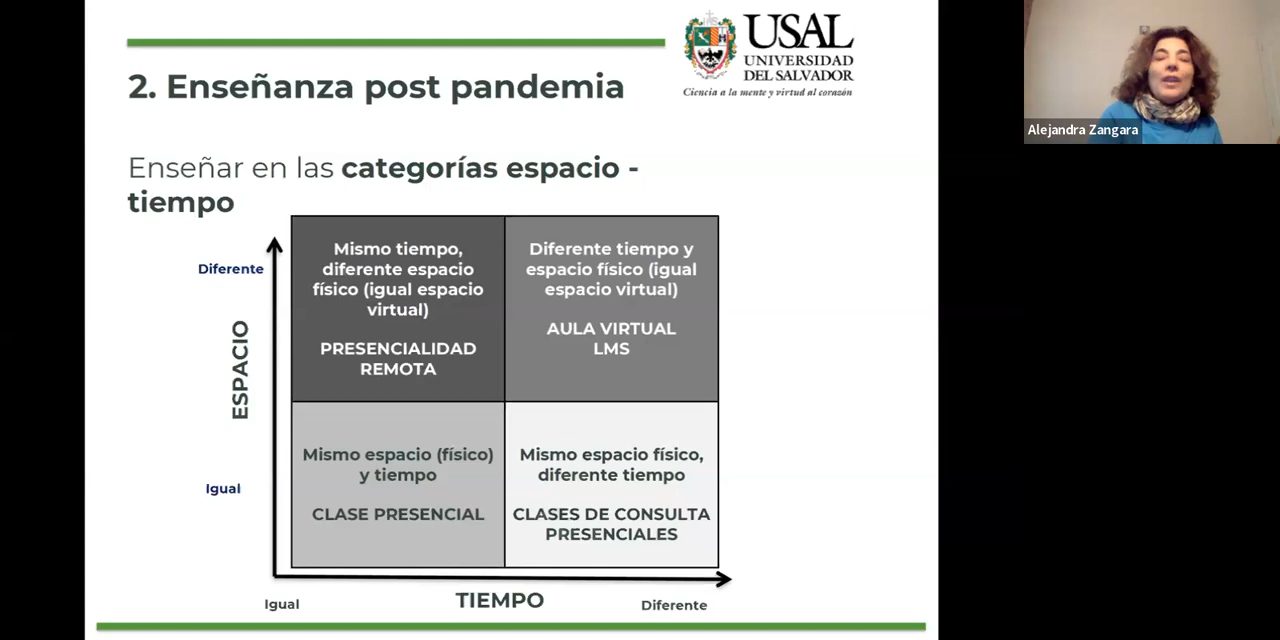 USAL
UNIVERSIDAD
DEL SALVADOR
Ciencia a la mente y virtud al corazón
2. Enseñanza post pandemia
Alejandra Zangara
Enseñar en las categorías espacio -
tiempo
ESPACIO
Diferente
Igual
Mismo tiempo,
diferente espacio
físico (igual espacio
virtual)
PRESENCIALIDAD
REMOTA
Diferente tiempo y
espacio físico (igual
espacio virtual)
AULA VIRTUAL
LMS
Mismo espacio (físico)
y tiempo
CLASE PRESENCIAL
Mismo espacio físico,
diferente tiempo
CLASES DE CONSULTA
PRESENCIALES
Igual
TIEMPO
Diferente